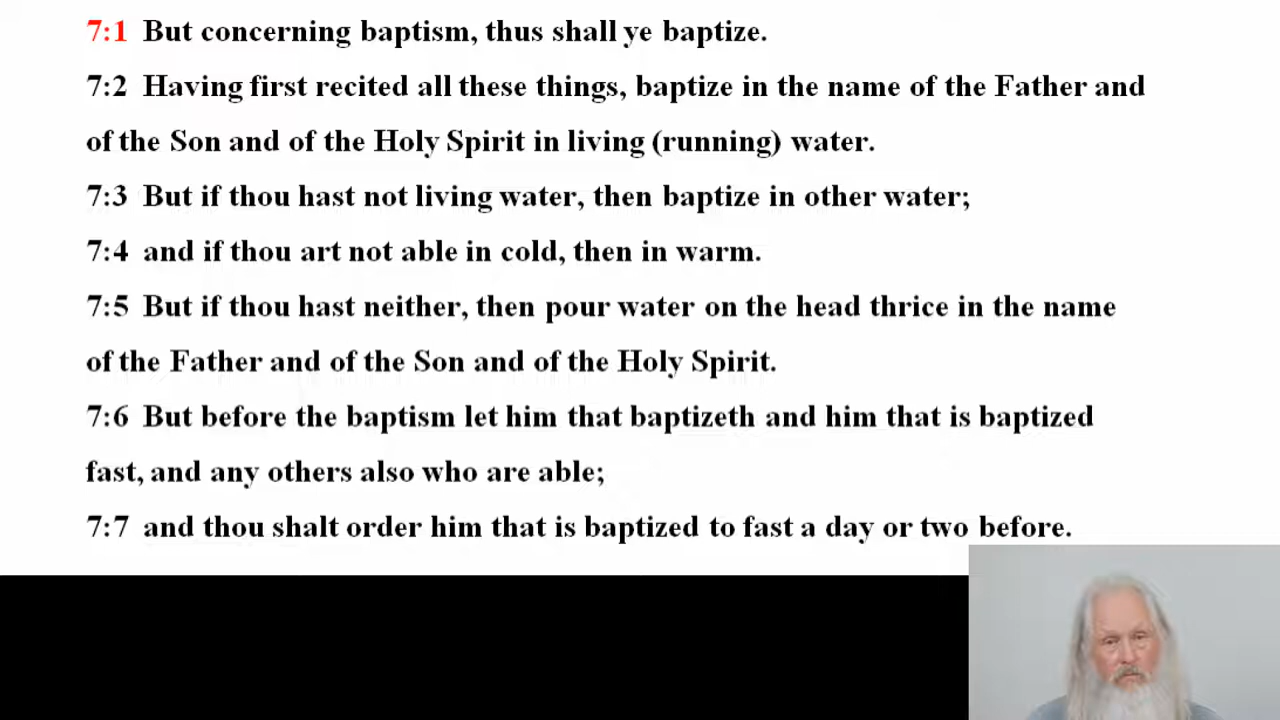 7:1 But concerning baptism, thus shall ye baptize.
7:2 Having first recited all these things, baptize in the name of the Father and
of the Son and of the Holy Spirit in living (running) water.
7:3 But if thou hast not living water, then baptize in other water;
7:4 and if thou art not able in cold, then in warm.
7:5 But if thou hast neither, then pour water on the head thrice in the name
of the Father and of the Son and of the Holy Spirit.
7:6 But before the baptism let him that baptizeth and him that is baptized
fast, and any others also who are able;
7:7 and thou shalt order him that is baptized to fast a day or two before.